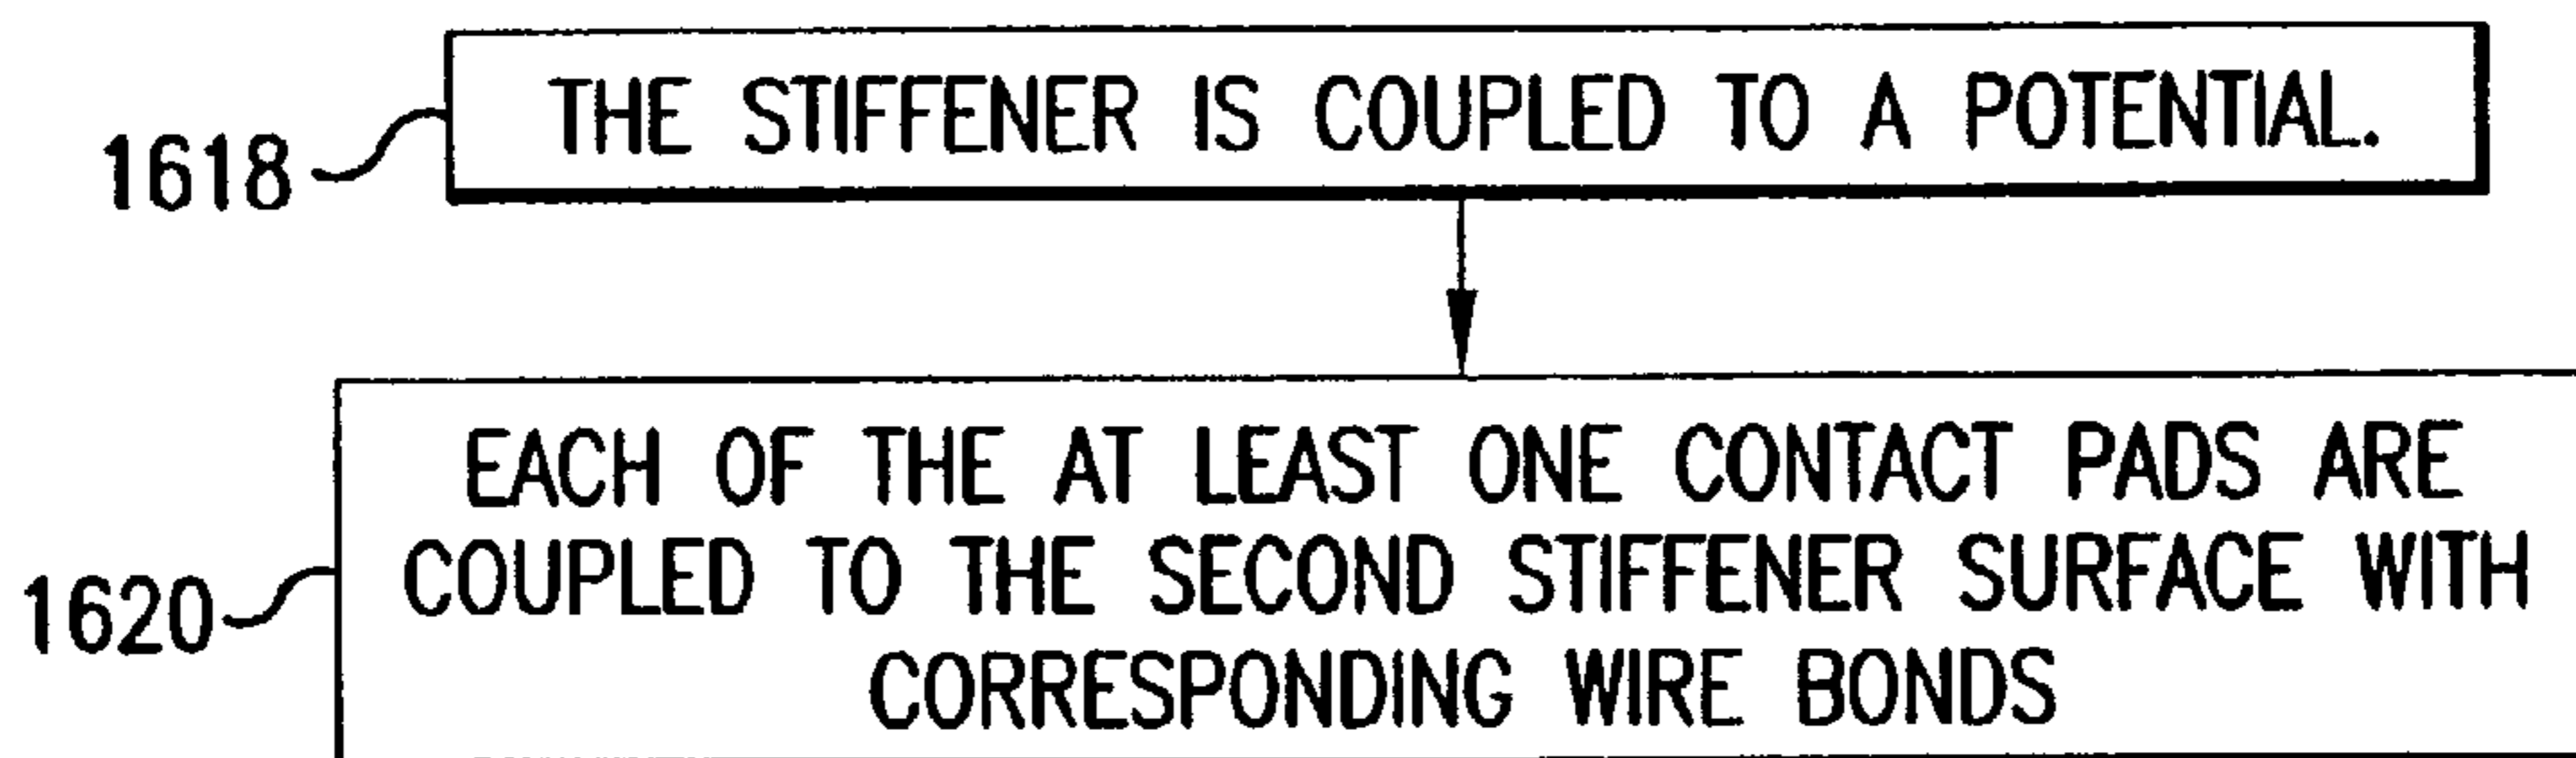 1618
THE STIFFENER IS COUPLED TO A POTENTIAL.
1620
EACH OF THE AT LEAST ONE CONTACT PADS ARE
COUPLED TO THE SECOND STIFFENER SURFACE WITH
CORRESPONDING WIRE BONDS